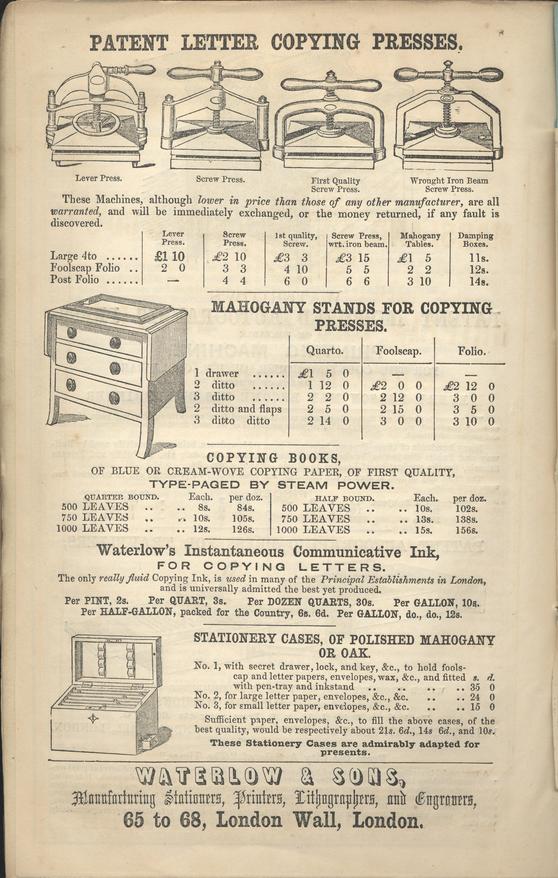 PATENT LETTER COPYING PRESSES.
Lever Press. Screw Press. First Quality Screw Press. Wrought Iron Beam Screw Press.
These Machines, although lower in price than those of any other manufacturer, are all
warranted, and will be immediately exchanged, or the money returned, if any fault is
discovered.
Lever Press. Screw Press. 1st quality, Screw. Screw Press, wrt. iron beam. Mahogany Tables. Damping Boxes.
Large 4to ...... £1 10 £2 10 £3 3 £3 15 £1 5 11s.
Foolscap Folio .. 2 0 3 3 4 10 5 5 2 2 12s.
Post Folio ...... — 4 4 6 0 6 6 3 10 14s.
MAHOGANY STANDS FOR COPYING
PRESSES.
Quarto. Foolscap. Folio.
1 drawer ...... £1 5 0 — —
2 ditto ...... 1 12 0 £2 0 0 £2 12 0
3 ditto ...... 2 2 0 2 12 0 3 0 0
2 ditto and flaps 2 5 0 2 15 0 3 5 0
3 ditto ditto 2 14 0 3 0 0 3 10 0
COPYING BOOKS,
OF BLUE OR CREAM-WOVE COPYING PAPER, OF FIRST QUALITY,
TYPE-PAGED BY STEAM POWER.
QUARTER BOUND. Each. per doz. HALF BOUND. Each. per doz.
500 LEAVES .. .. 8s. 84s. 500 LEAVES .. .. 10s. 102s.
750 LEAVES .. .. 10s. 105s. 750 LEAVES .. .. 13s. 138s.
1000 LEAVES .. .. 12s. 126s. 1000 LEAVES .. .. 15s. 156s.
Waterlow's Instantaneous Communicative Ink,
FOR COPYING LETTERS.
The only really fluid Copying Ink, is used in many of the Principal Establishments in London,
and is universally admitted the best yet produced.
Per PINT, 2s. Per QUART, 3s. Per DOZEN QUARTS, 30s. Per GALLON, 10s.
Per HALF-GALLON, packed for the Country, 6s. 6d. Per GALLON, do., do., 12s.
STATIONERY CASES, OF POLISHED MAHOGANY
OR OAK.
No. 1, with secret drawer, lock, and key, &c., to hold fools-
cap and letter papers, envelopes, wax, &c., and fitted s. d.
with pen-tray and inkstand .. .. .. .. 35 0
No. 2, for large letter paper, envelopes, &c., &c. .. .. 24 0
No. 3, for small letter paper, envelopes, &c., &c. .. .. 15 0
Sufficient paper, envelopes, &c., to fill the above cases, of the
best quality, would be respectively about 21s. 6d., 14s 6d., and 10s.
These Stationery Cases are admirably adapted for
presents.
WATERLOW & SONS,
Manufacturing Stationers, Printers, Lithographers, and Engravers,
65 to 68, London Wall, London.